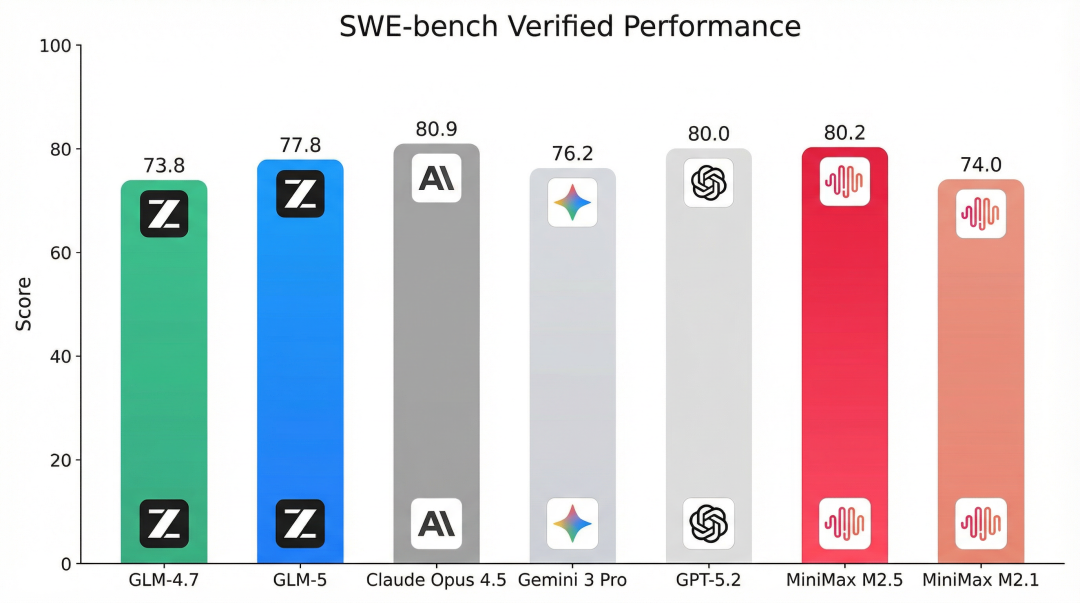 SWE-bench Verified Performance
100
80
60
40
20
0
Score
73.8
77.8
80.9
76.2
80.0
80.2
74.0
GLM-4.7
GLM-5
Claude Opus 4.5
Gemini 3 Pro
GPT-5.2
MiniMax M2.5
MiniMax M2.1